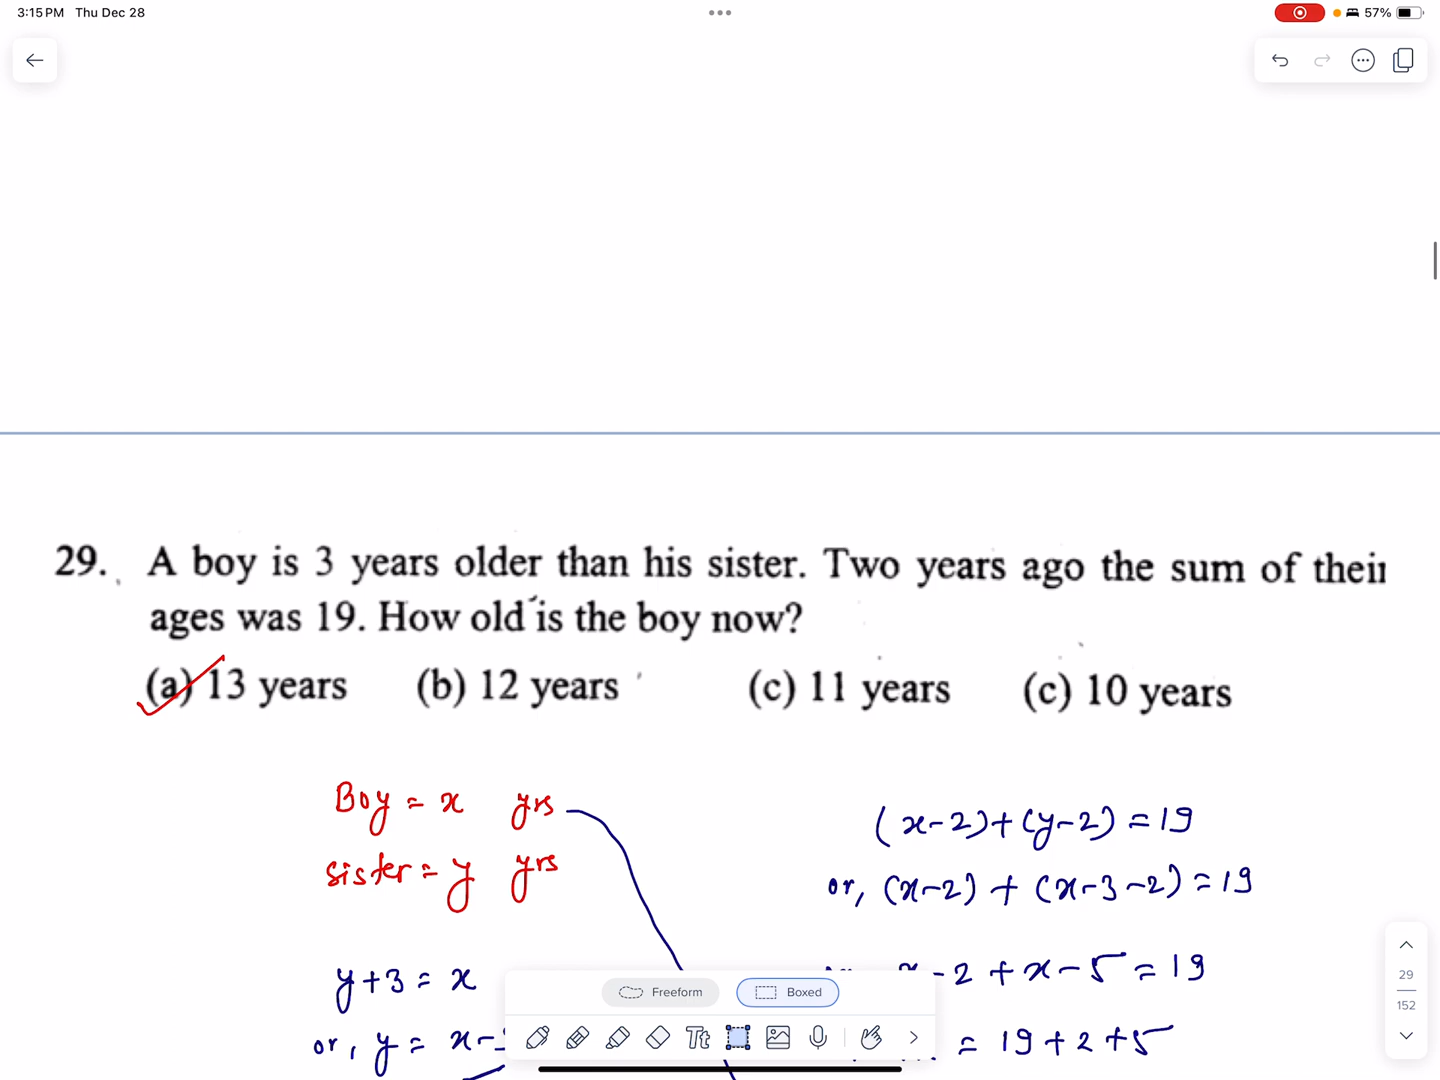 3:15 PM Thu Dec 28
57%
29. A boy is 3 years older than his sister. Two years ago the sum of their
ages was 19. How old is the boy now?
(a) 13 years (b) 12 years (c) 11 years (c) 10 years
Boy = x yrs
sister = y yrs
y+3 = x
or, y = x-
(x-2)+(y-2) = 19
or, (x-2) + (x-3-2) = 19
x-2+x-5 = 19
= 19+2+5
Freeform Boxed
Tt
29
152